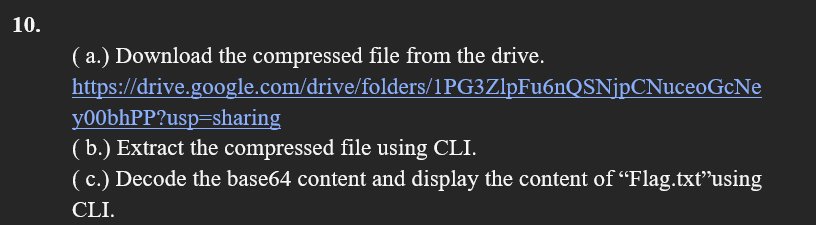 10.
( a.) Download the compressed file from the drive.
https://drive.google.com/drive/folders/1PG3ZlpFu6nQSNjpCNuceoGcNe
y00bhPP?usp=sharing
( b.) Extract the compressed file using CLI.
( c.) Decode the base64 content and display the content of “Flag.txt”using
CLI.